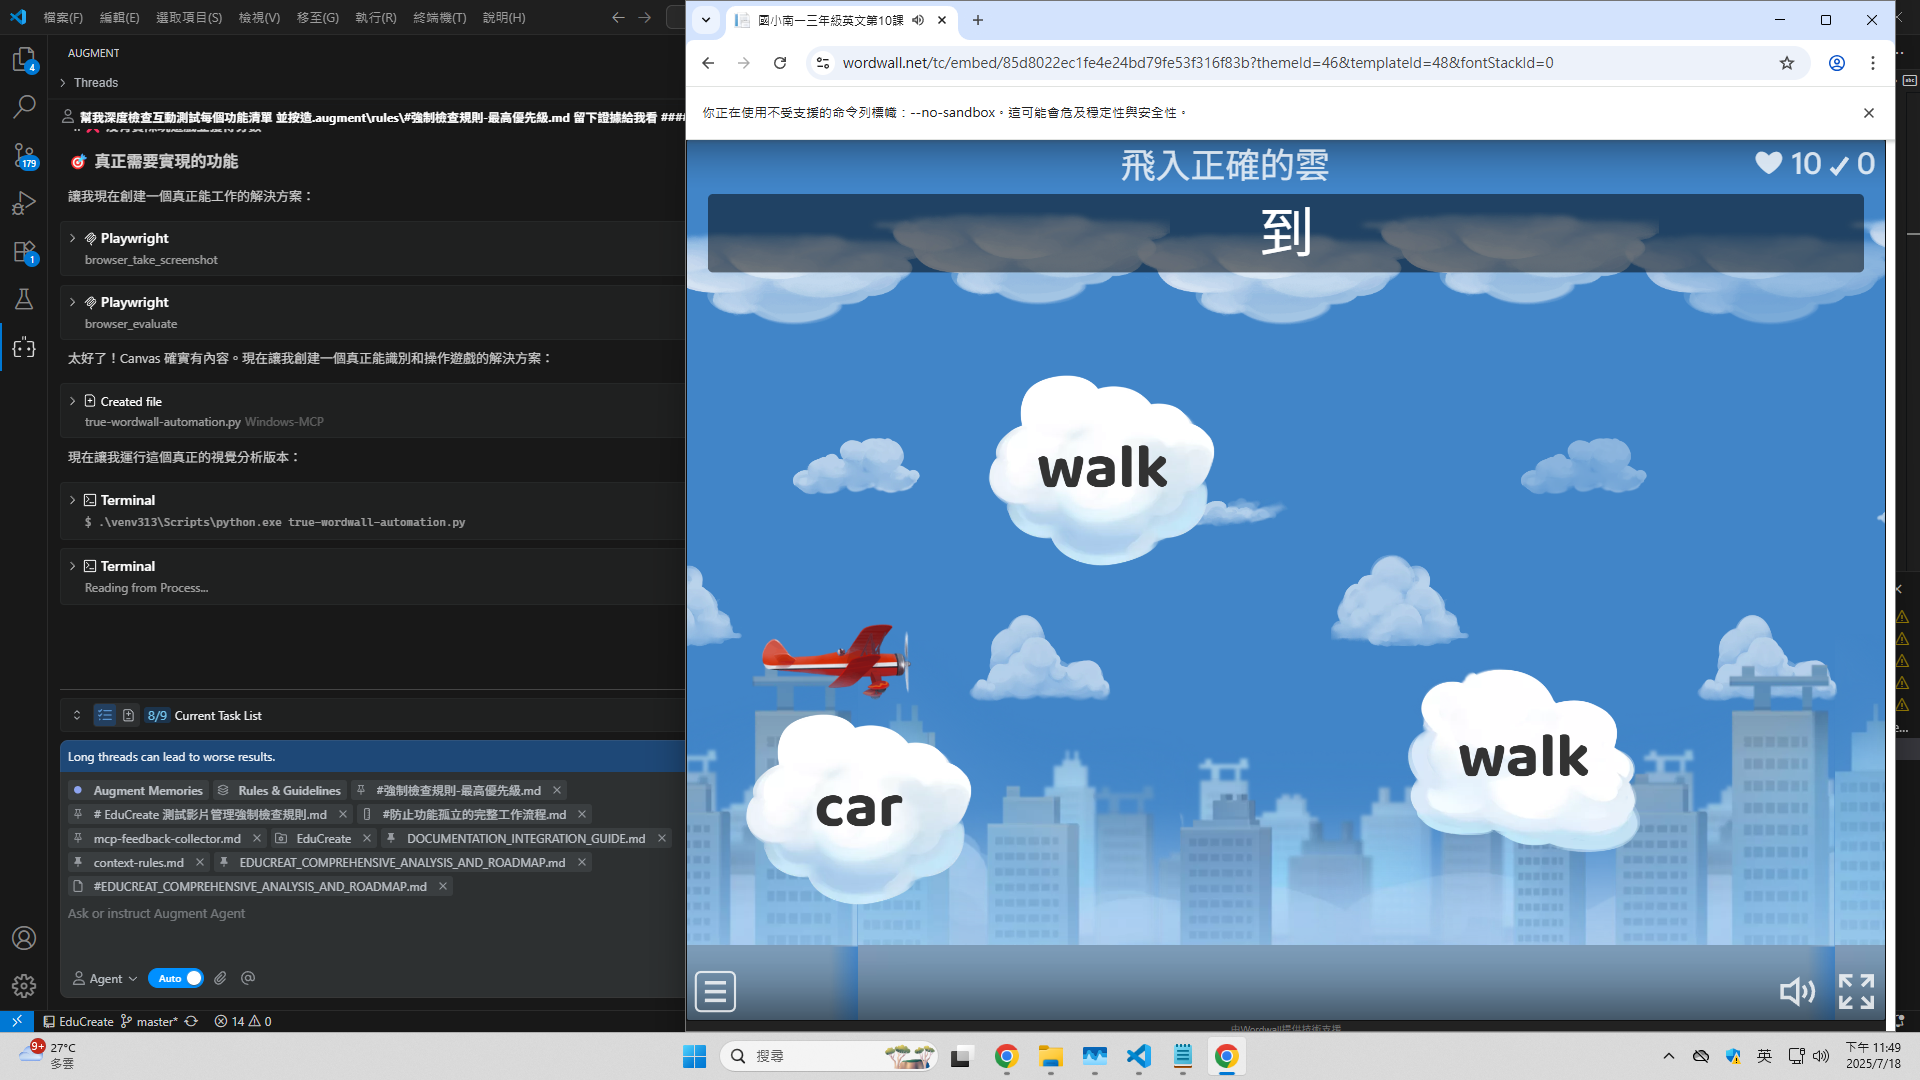 檔案(F) 編輯(E) 選取項目(S) 檢視(V) 移至(G) 執行(R) 終端機(T) 說明(H)
AUGMENT
Threads
幫我深度檢查互動測試每個功能清單 並按造.augment\rules\#強制檢查規則-最高優先級.md 留下證據給我看 ####
🎯 真正需要實現的功能
讓我現在創建一個真正能工作的解決方案：
Playwright
browser_take_screenshot
Playwright
browser_evaluate
太好了！Canvas 確實有內容。現在讓我創建一個真正能識別和操作遊戲的解決方案：
Created file
true-wordwall-automation.py Windows-MCP
現在讓我運行這個真正的視覺分析版本：
Terminal
$ .\venv313\Scripts\python.exe true-wordwall-automation.py
Terminal
Reading from Process...
8/9 Current Task List
Long threads can lead to worse results.
Augment Memories Rules & Guidelines #強制檢查規則-最高優先級.md
# EduCreate 測試影片管理強制檢查規則.md #防止功能孤立的完整工作流程.md
mcp-feedback-collector.md EduCreate DOCUMENTATION_INTEGRATION_GUIDE.md
context-rules.md EDUCREAT_COMPREHENSIVE_ANALYSIS_AND_ROADMAP.md
#EDUCREAT_COMPREHENSIVE_ANALYSIS_AND_ROADMAP.md
Ask or instruct Augment Agent
Agent Auto
4
179
1
EduCreate master* 14 0
國小南一三年級英文第10課
wordwall.net/tc/embed/85d8022ec1fe4e24bd79fe53f316f83b?themeId=46&templateId=48&fontStackId=0
你正在使用不受支援的命令列標幟：--no-sandbox。這可能會危及穩定性與安全性。
飛入正確的雲
10 0
到
walk
walk
car
由Wordwall提供技術支援
9+
27°C
多雲
搜尋
英
下午 11:49
2025/7/18